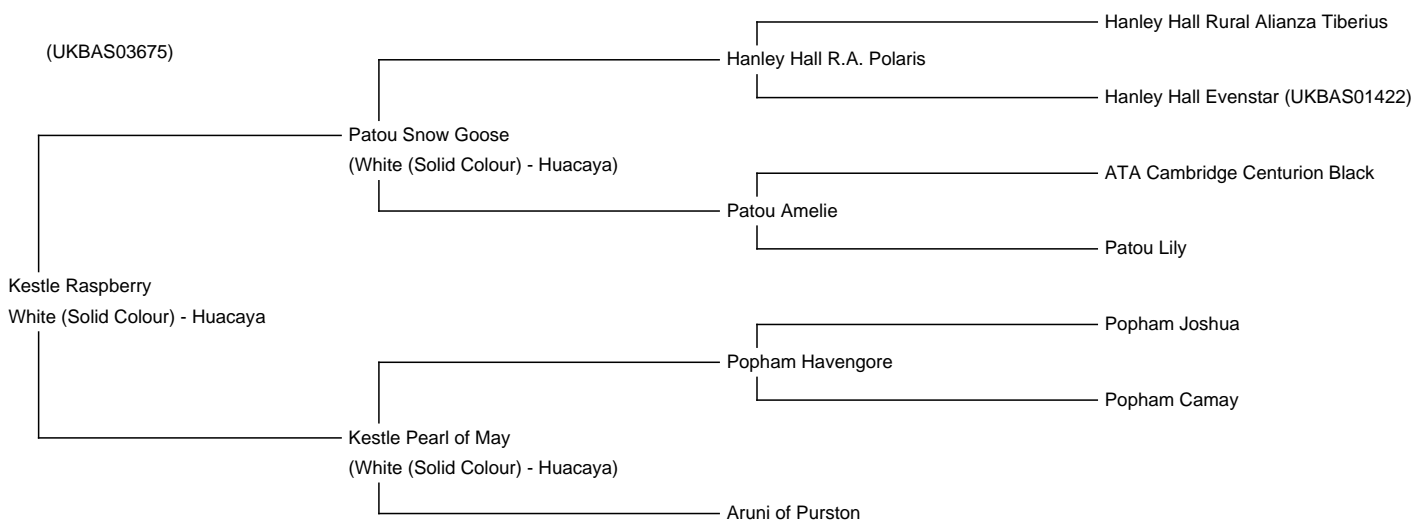 Hanley Hall Rural Alianza Tiberius
(UKBAS03675)
Hanley Hall R.A. Polaris
Hanley Hall Evenstar (UKBAS01422)
Patou Snow Goose
(White (Solid Colour) - Huacaya)
ATA Cambridge Centurion Black
Patou Amelie
Patou Lily
Kestle Raspberry
White (Solid Colour) - Huacaya
Popham Joshua
Popham Havengore
Popham Camay
Kestle Pearl of May
(White (Solid Colour) - Huacaya)
Aruni of Purston